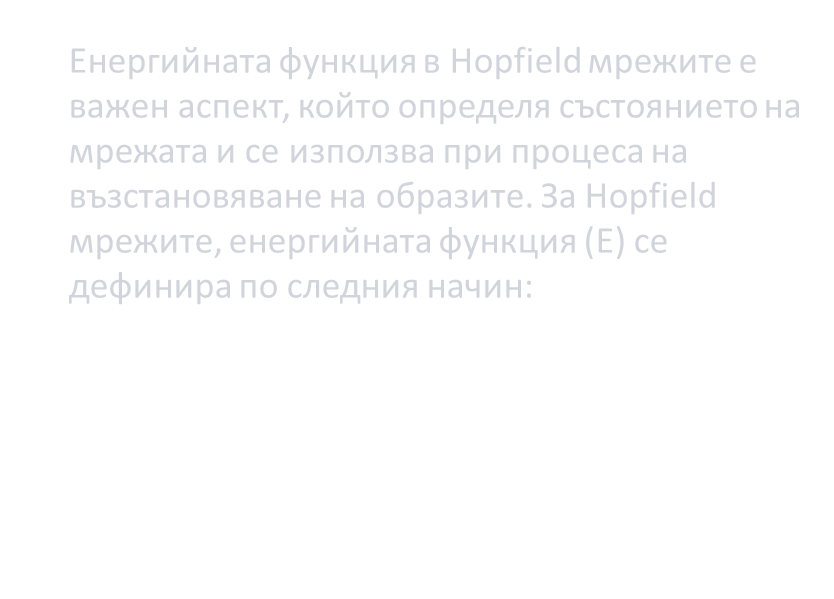 Енергийната функция в Hopfield мрежите е
важен аспект, който определя състоянието на
мрежата и се използва при процеса на
възстановяване на образите. За Hopfield
мрежите, енергийната функция (E) се
дефинира по следния начин: